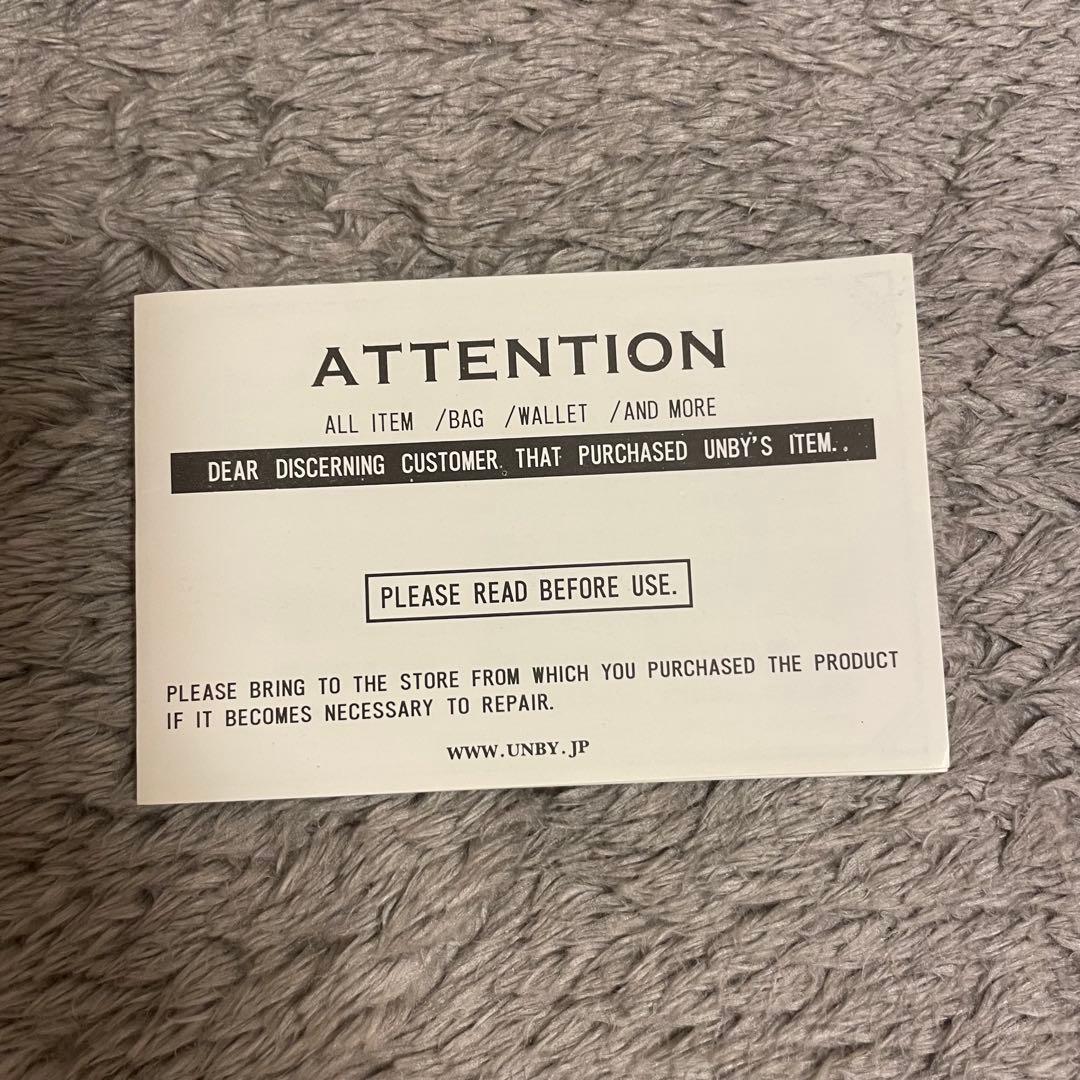 ATTENTION
ALL ITEM /BAG /WALLET /AND MORE
DEAR DISCERNING CUSTOMER THAT PURCHASED UNBY'S ITEM..
PLEASE READ BEFORE USE.
PLEASE BRING TO THE STORE FROM WHICH YOU PURCHASED THE PRODUCT
IF IT BECOMES NECESSARY TO REPAIR.
WWW.UNBY.JP